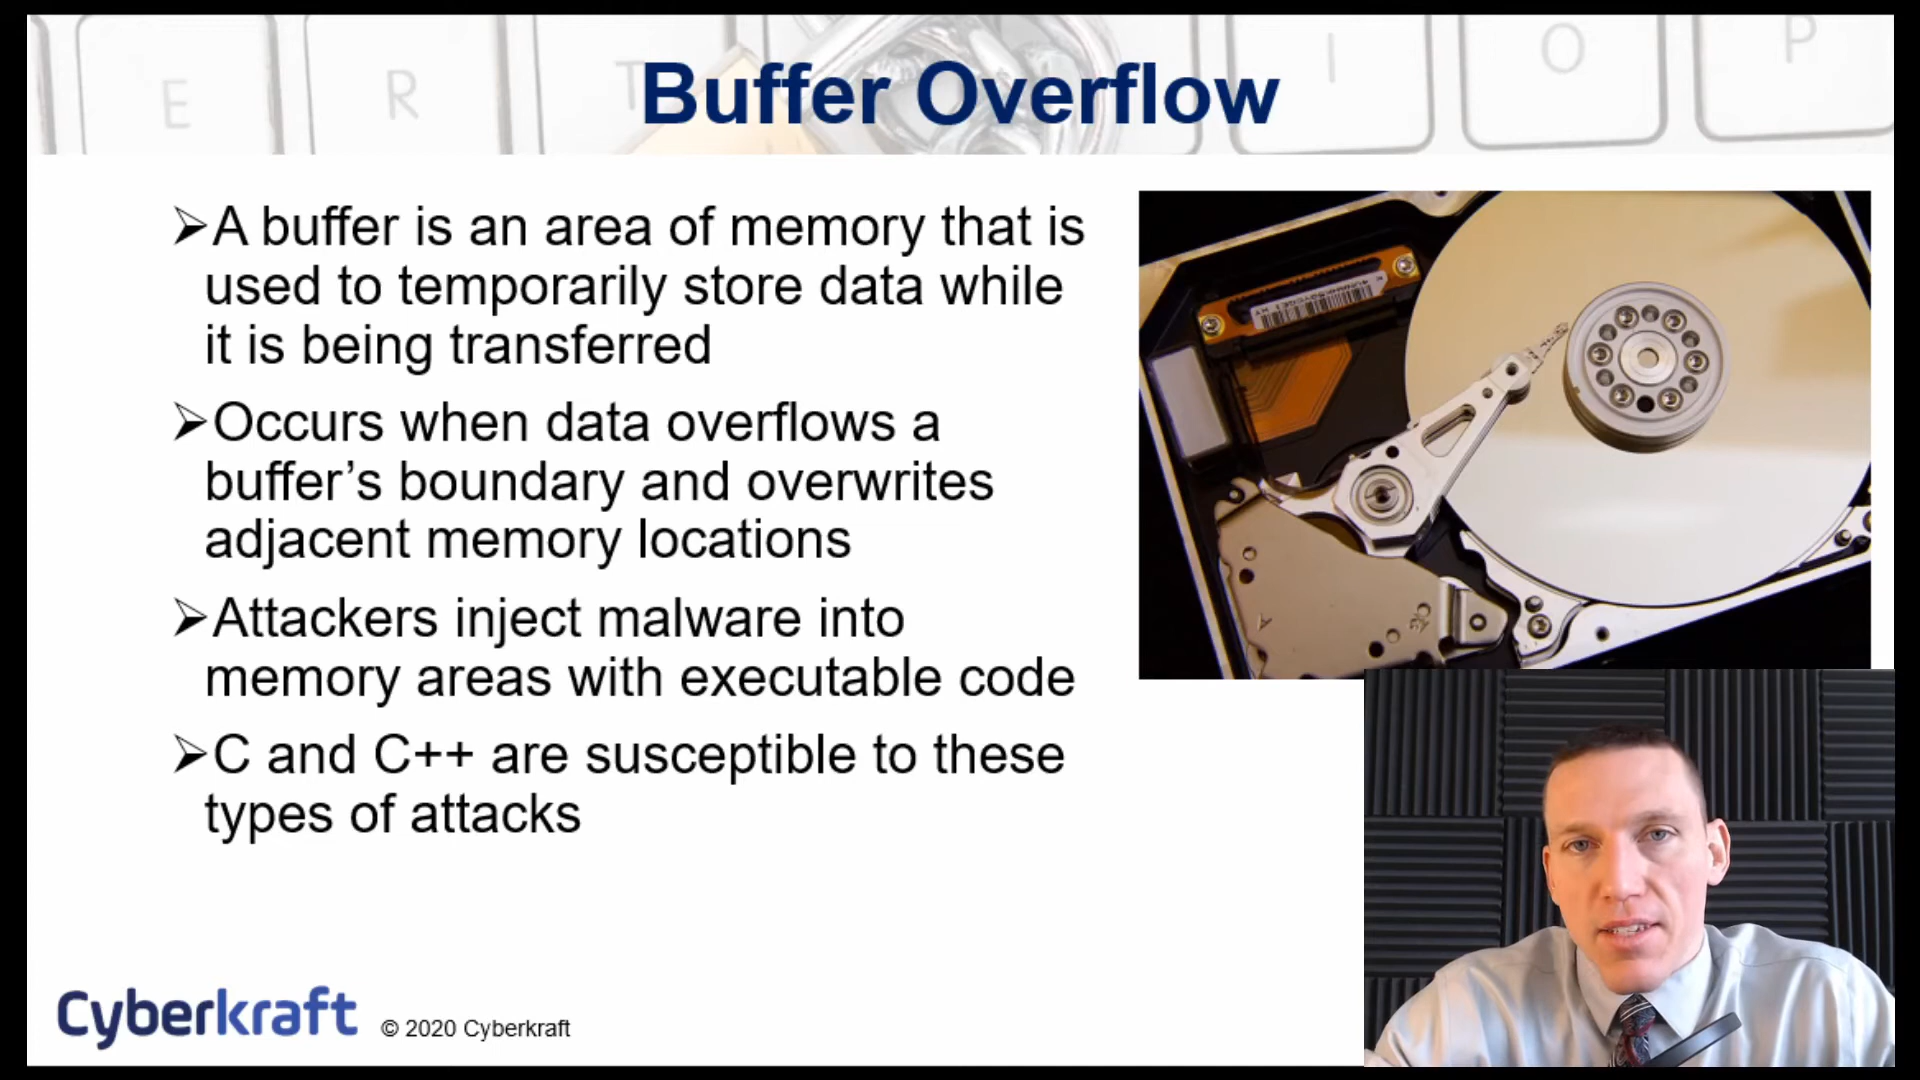 E R T I O P
Buffer Overflow
➢A buffer is an area of memory that is
used to temporarily store data while
it is being transferred
➢Occurs when data overflows a
buffer’s boundary and overwrites
adjacent memory locations
➢Attackers inject malware into
memory areas with executable code
➢C and C++ are susceptible to these
types of attacks
Cyberkraft © 2020 Cyberkraft